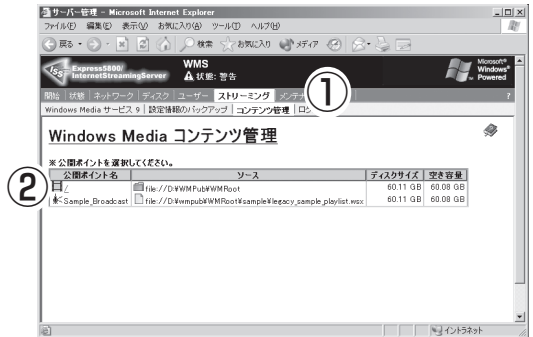 サーバー管理 - Microsoft Internet Explorer
ファイル(F) 編集(E) 表示(V) お気に入り(A) ツール(T) ヘルプ(H)
戻る 検索 お気に入り メディア
Express5800/
InternetStreamingServer
WMS
状態: 警告
Microsoft®
Windows®
Powered
開始 状態 ネットワーク ディスク ユーザー ストリーミング ?
Windows Media サービス 9 設定情報のバックアップ コンテンツ管理
①
Windows Media コンテンツ管理
※ 公開ポイントを選択してください。
②
公開ポイント名 ソース ディスクサイズ 空き容量
/ file://D:¥WMPub¥WMRoot 60.11 GB 60.08 GB
Sample_Broadcast file://D:¥wmpub¥WMRoot¥sample¥legacy_sample_playlist.wsx 60.11 GB 60.08 GB
イントラネット